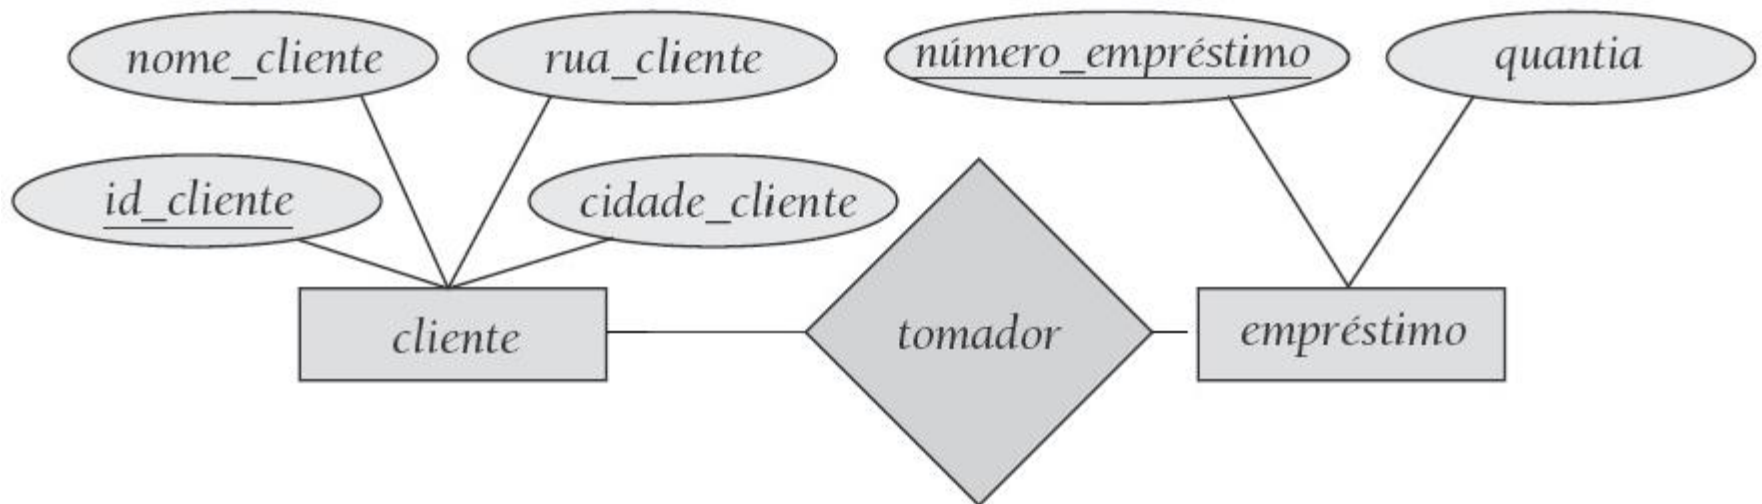 nome_cliente
rua_cliente
número_empréstimo
quantia
id_cliente
cidade_cliente
cliente
tomador
empréstimo